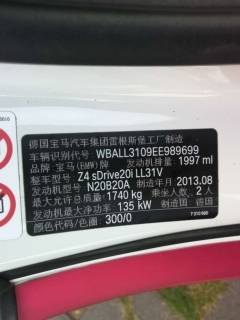 德国宝马汽车集团雷根斯堡工厂制造
车辆识别代号 WBALL3109EE989699
品牌: 宝马(BMW)牌 发动机排量: 1997 ml
型号: Z4 sDrive20i LL31V
发动机型号: N20B20A 制造年月: 2013.08
最大允许总质量: 1740 kg 乘坐人数: 2人
发动机最大净功率: 135 kW 制造国: 德国
颜色代码/色圈: 300/0